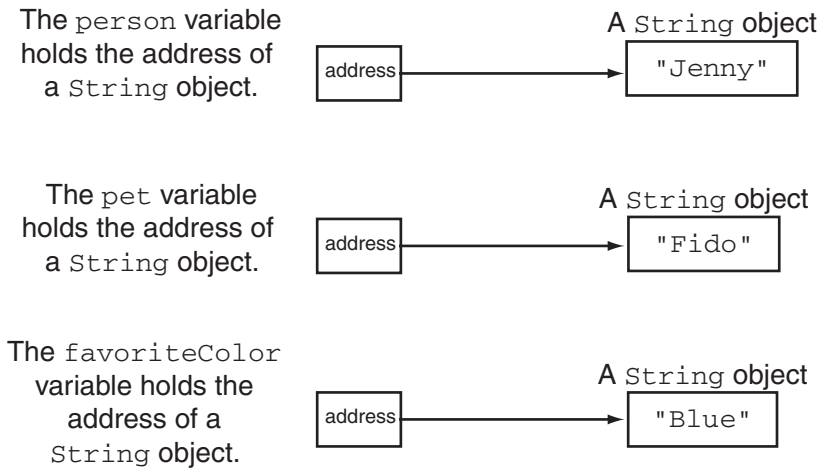 The person variable
holds the address of
a String object.
address
A String object
"Jenny"
The pet variable
holds the address of
a String object.
address
A String object
"Fido"
The favoriteColor
variable holds the
address of a
String object.
address
A String object
"Blue"